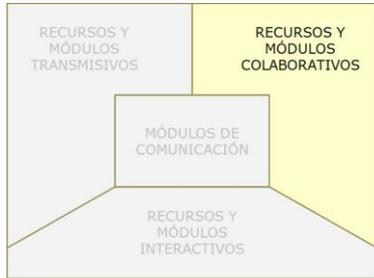 RECURSOS Y
MÓDULOS
TRANSMISIVOS
RECURSOS Y
MÓDULOS
COLABORATIVOS
MÓDULOS DE
COMUNICACIÓN
RECURSOS Y
MÓDULOS
INTERACTIVOS